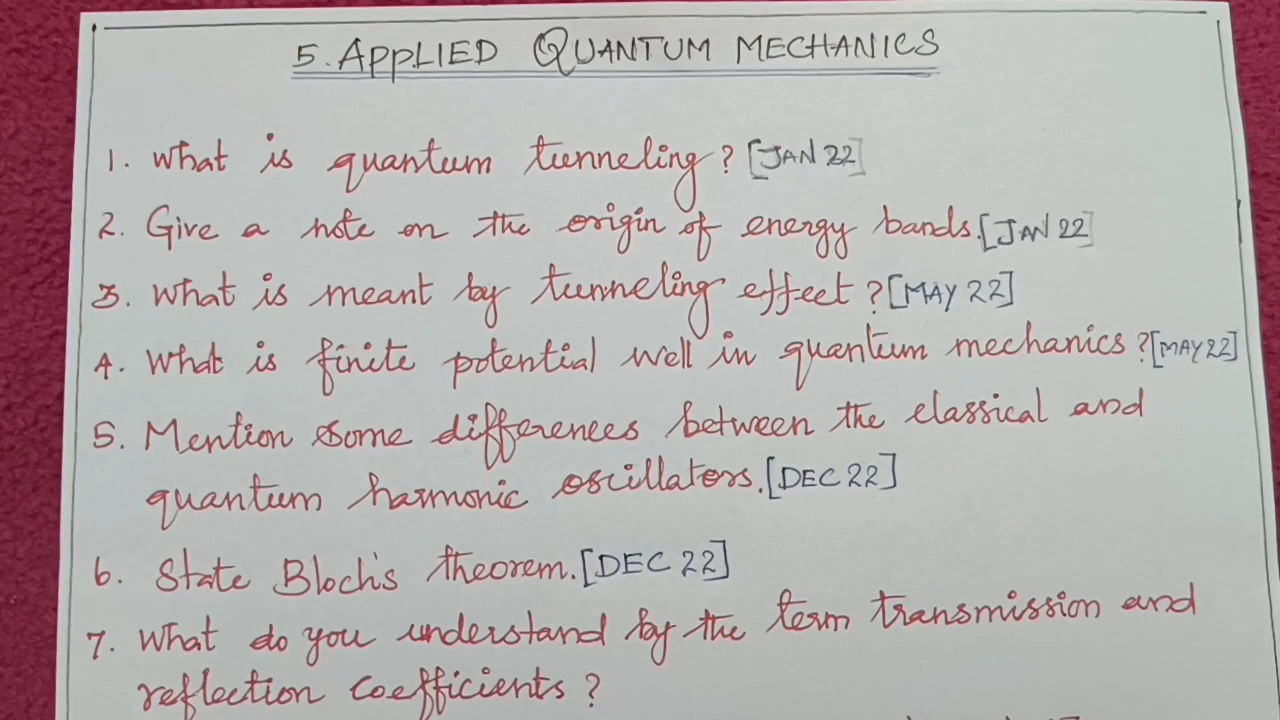 5. APPLIED QUANTUM MECHANICS
1. What is quantum tunneling? [JAN 22]
2. Give a note on the origin of energy bands. [JAN 22]
3. What is meant by tunneling effect? [MAY 22]
4. What is finite potential well in quantum mechanics? [MAY 22]
5. Mention some differences between the classical and
quantum harmonic oscillators. [DEC 22]
6. State Bloch's theorem. [DEC 22]
7. What do you understand by the term transmission and
reflection coefficients?